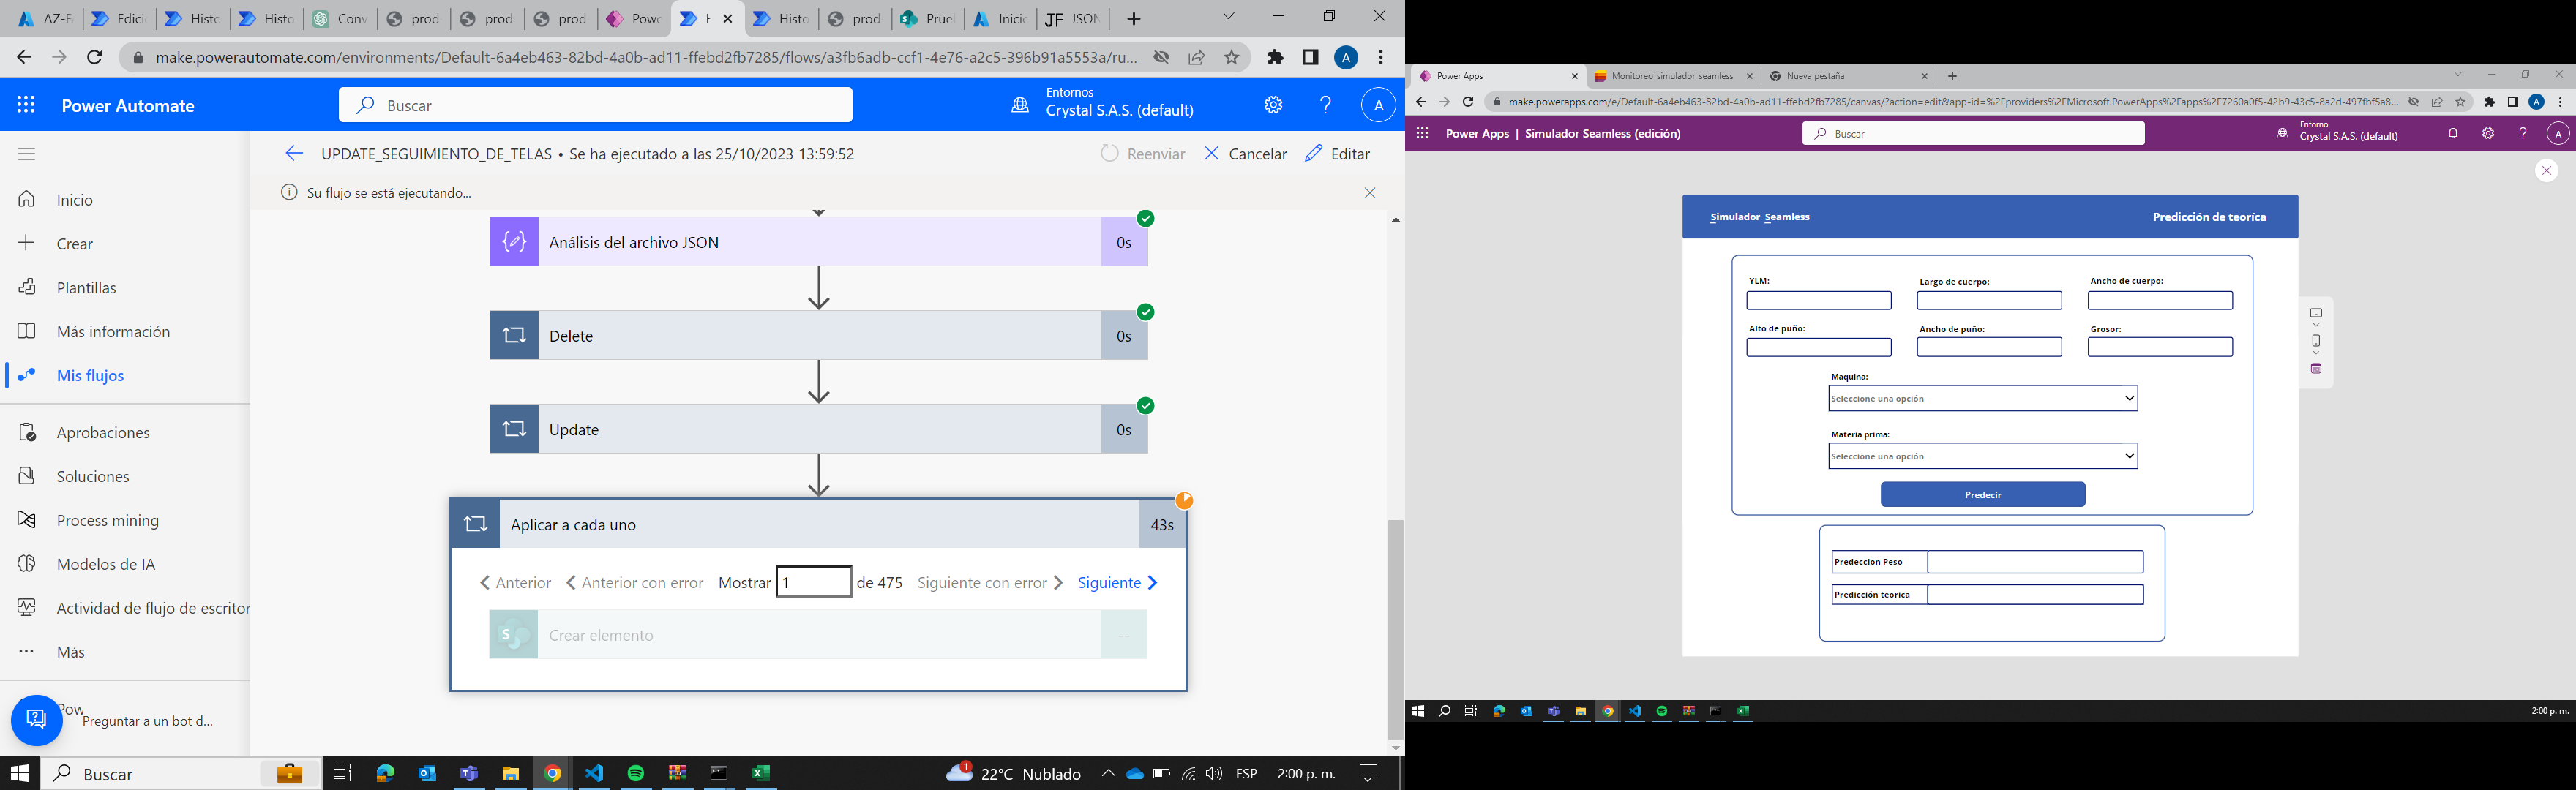 AZ-FA
Edici
Histo
Histo
Conv
prod
prod
prod
Powe
H
Histo
prod
Prue
Inicio
JSON
make.powerautomate.com/environments/Default-6a4eb463-82bd-4a0b-ad11-ffebd2fb7285/flows/a3fb6adb-ccf1-4e76-a2c5-396b91a5553a/ru...
A
Power Automate
Buscar
Entornos
Crystal S.A.S. (default)
A
UPDATE_SEGUIMIENTO_DE_TELAS • Se ha ejecutado a las 25/10/2023 13:59:52
Reenviar
Cancelar
Editar
Su flujo se está ejecutando...
Inicio
Crear
Plantillas
Más información
Mis flujos
Aprobaciones
Soluciones
Process mining
Modelos de IA
Actividad de flujo de escritor
Más
Pow
Preguntar a un bot d...
Análisis del archivo JSON
0s
Delete
0s
Update
0s
Aplicar a cada uno
43s
Anterior
Anterior con error
Mostrar 1 de 475
Siguiente con error
Siguiente
Crear elemento
--
Buscar
1
22°C Nublado
ESP
2:00 p. m.
Power Apps
Monitoreo_simulador_seamless
Nueva pestaña
make.powerapps.com/e/Default-6a4eb463-82bd-4a0b-ad11-ffebd2fb7285/canvas/?action=edit&app-id=%2Fproviders%2FMicrosoft.PowerApps%2Fapps%2F7260a0f5-42b9-43c5-8a2d-497fbf5a8...
A
Power Apps | Simulador Seamless (edición)
Buscar
Entorno
Crystal S.A.S. (default)
A
Simulador Seamless
Predicción de teoríca
YLM:
Largo de cuerpo:
Ancho de cuerpo:
Alto de puño:
Ancho de puño:
Grosor:
Maquina:
Seleccione una opción
Materia prima:
Seleccione una opción
Predecir
Predeccion Peso
Predicción teorica
2:00 p. m.